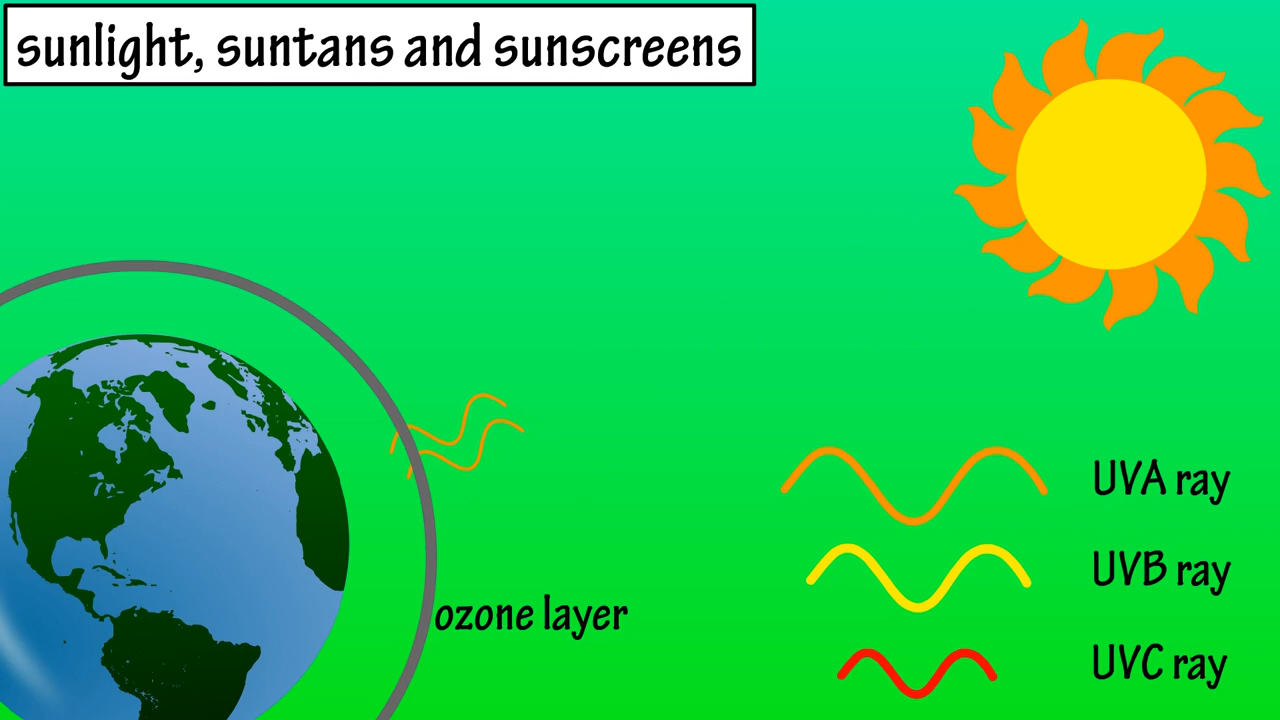 sunlight, suntans and sunscreens
UVA ray
UVB ray
ozone layer
UVC ray